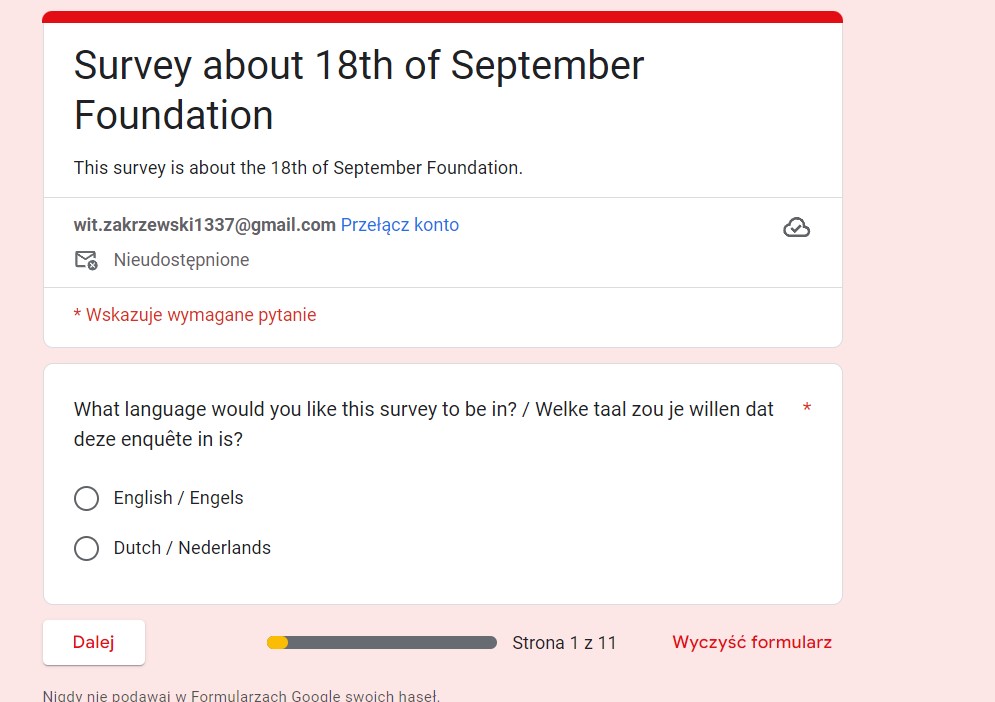 Survey about 18th of September
Foundation
This survey is about the 18th of September Foundation.
wit.zakrzewski1337@gmail.com Przełącz konto
Nieudostępnione
* Wskazuje wymagane pytanie
What language would you like this survey to be in? / Welke taal zou je willen dat *
deze enquête in is?
English / Engels
Dutch / Nederlands
Dalej Strona 1 z 11 Wyczyść formularz
Nigdy nie podawaj w Formularzach Google swoich haseł.